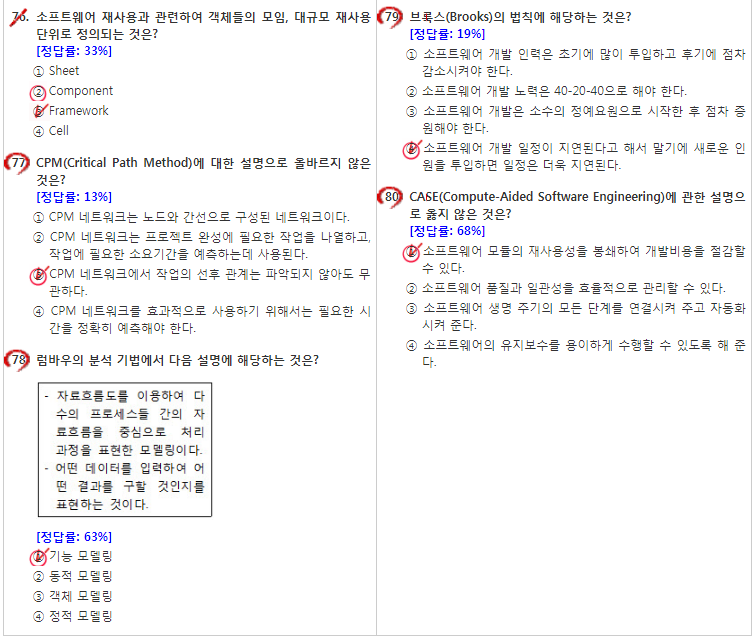 76. 소프트웨어 재사용과 관련하여 객체들의 모임, 대규모 재사용
단위로 정의되는 것은?
[정답률: 33%]
① Sheet
② Component
③ Framework
④ Cell
77. CPM(Critical Path Method)에 대한 설명으로 올바르지 않은
것은?
[정답률: 13%]
① CPM 네트워크는 노드와 간선으로 구성된 네트워크이다.
② CPM 네트워크는 프로젝트 완성에 필요한 작업을 나열하고,
작업에 필요한 소요기간을 예측하는데 사용된다.
③ CPM 네트워크에서 작업의 선후 관계는 파악되지 않아도 무
관하다.
④ CPM 네트워크를 효과적으로 사용하기 위해서는 필요한 시
간을 정확히 예측해야 한다.
78. 럼바우의 분석 기법에서 다음 설명에 해당하는 것은?
- 자료흐름도를 이용하여 다
수의 프로세스들 간의 자
료흐름을 중심으로 처리
과정을 표현한 모델링이다.
- 어떤 데이터를 입력하여 어
떤 결과를 구할 것인지를
표현하는 것이다.
[정답률: 63%]
① 기능 모델링
② 동적 모델링
③ 객체 모델링
④ 정적 모델링
79. 브룩스(Brooks)의 법칙에 해당하는 것은?
[정답률: 19%]
① 소프트웨어 개발 인력은 초기에 많이 투입하고 후기에 점차
감소시켜야 한다.
② 소프트웨어 개발 노력은 40-20-40으로 해야 한다.
③ 소프트웨어 개발은 소수의 정예요원으로 시작한 후 점차 증
원해야 한다.
④ 소프트웨어 개발 일정이 지연된다고 해서 말기에 새로운 인
원을 투입하면 일정은 더욱 지연된다.
80. CASE(Compute-Aided Software Engineering)에 관한 설명으
로 옳지 않은 것은?
[정답률: 68%]
① 소프트웨어 모듈의 재사용성을 봉쇄하여 개발비용을 절감할
수 있다.
② 소프트웨어 품질과 일관성을 효율적으로 관리할 수 있다.
③ 소프트웨어 생명 주기의 모든 단계를 연결시켜 주고 자동화
시켜 준다.
④ 소프트웨어의 유지보수를 용이하게 수행할 수 있도록 해 준
다.